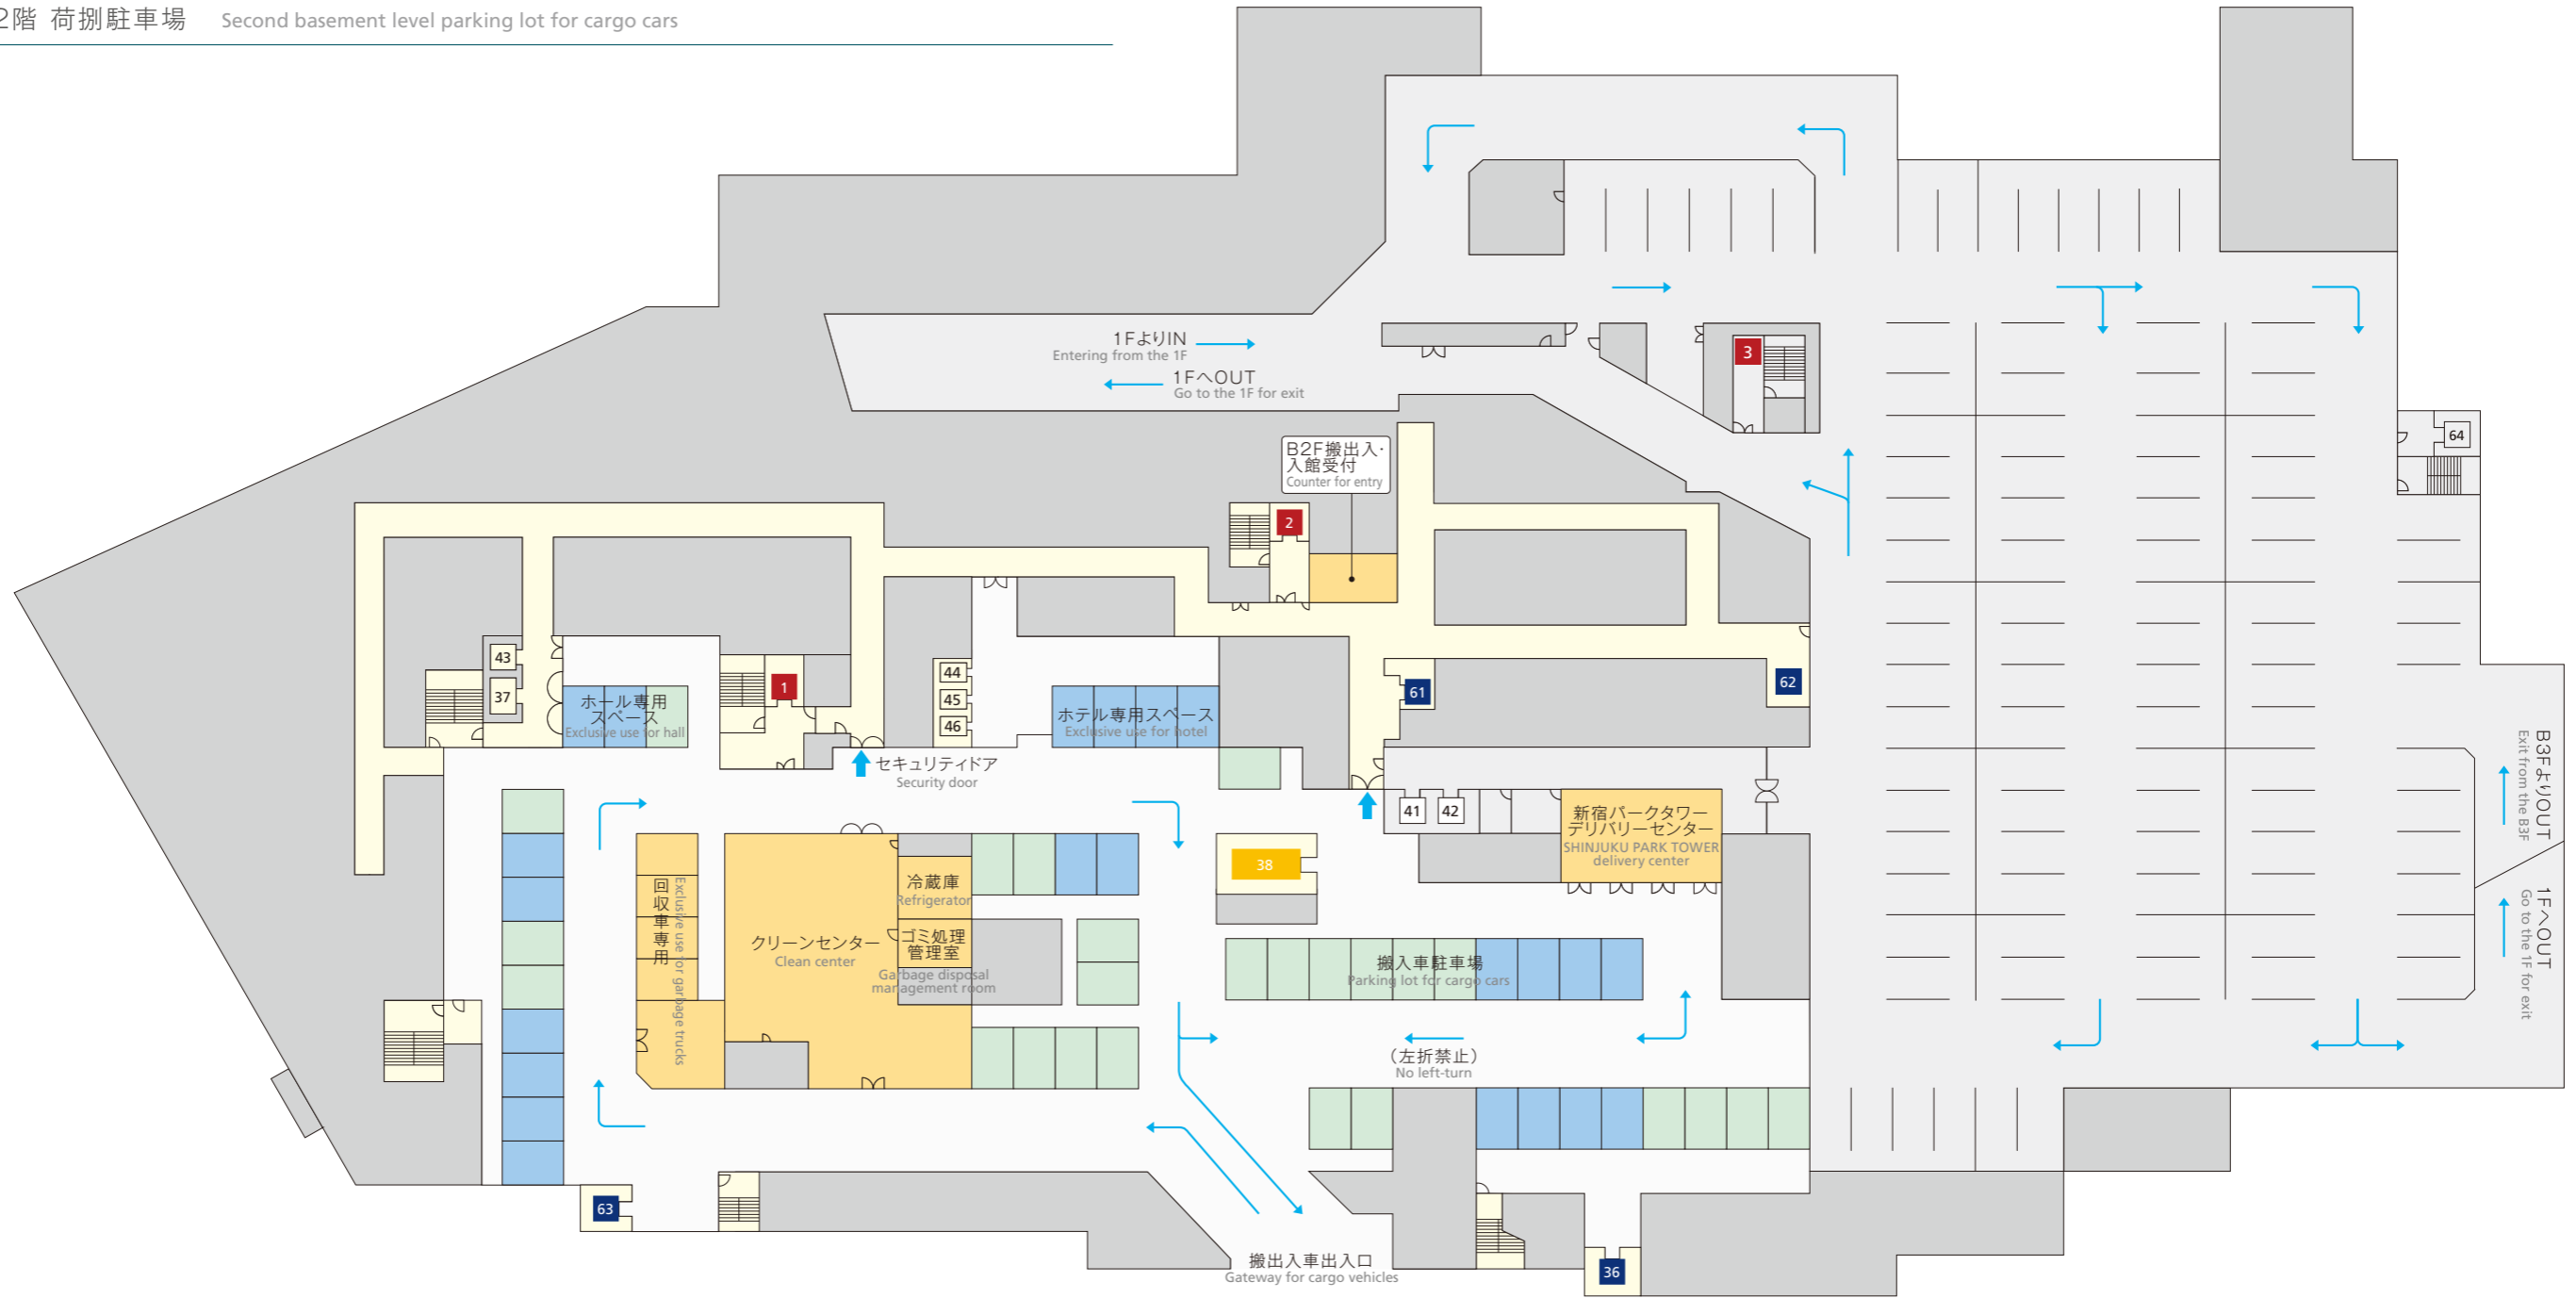 2階 荷捌駐車場 Second basement level parking lot for cargo cars
1FよりIN
Entering from the 1F
1FへOUT
Go to the 1F for exit
3
64
B2F搬出入・
入館受付
Counter for entry
2
43
37
ホール専用
スペース
Exclusive use for hall
1
44
45
46
ホテル専用スペース
Exclusive use for hotel
61
62
セキュリティドア
Security door
41
42
新宿パークタワー
デリバリーセンター
SHINJUKU PARK TOWER
delivery center
B3FよりOUT
Exit from the B3F
1FへOUT
Go to the 1F for exit
38
回収車専用
Exclusive use for garbage trucks
クリーンセンター
Clean center
冷蔵庫
Refrigerator
ゴミ処理
管理室
Garbage disposal
management room
搬入車駐車場
Parking lot for cargo cars
(左折禁止)
No left-turn
63
搬出入車出入口
Gateway for cargo vehicles
36